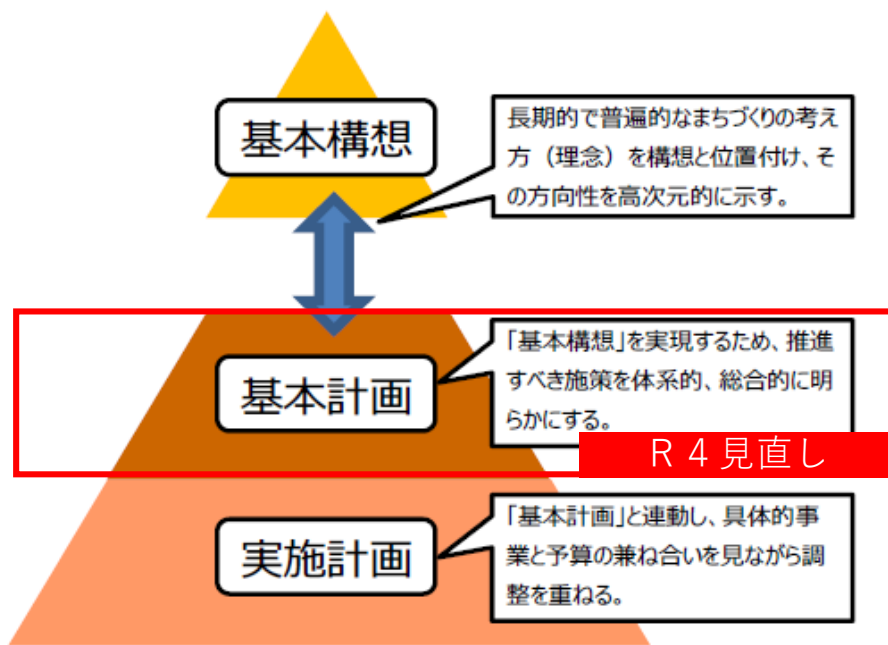 基本構想
長期的で普遍的なまちづくりの考え
方（理念）を構想と位置付け、そ
の方向性を高次元的に示す。
基本計画
「基本構想」を実現するため、推進
すべき施策を体系的、総合的に明
らかにする。
Ｒ４見直し
実施計画
「基本計画」と連動し、具体的事
業と予算の兼ね合いを見ながら調
整を重ねる。